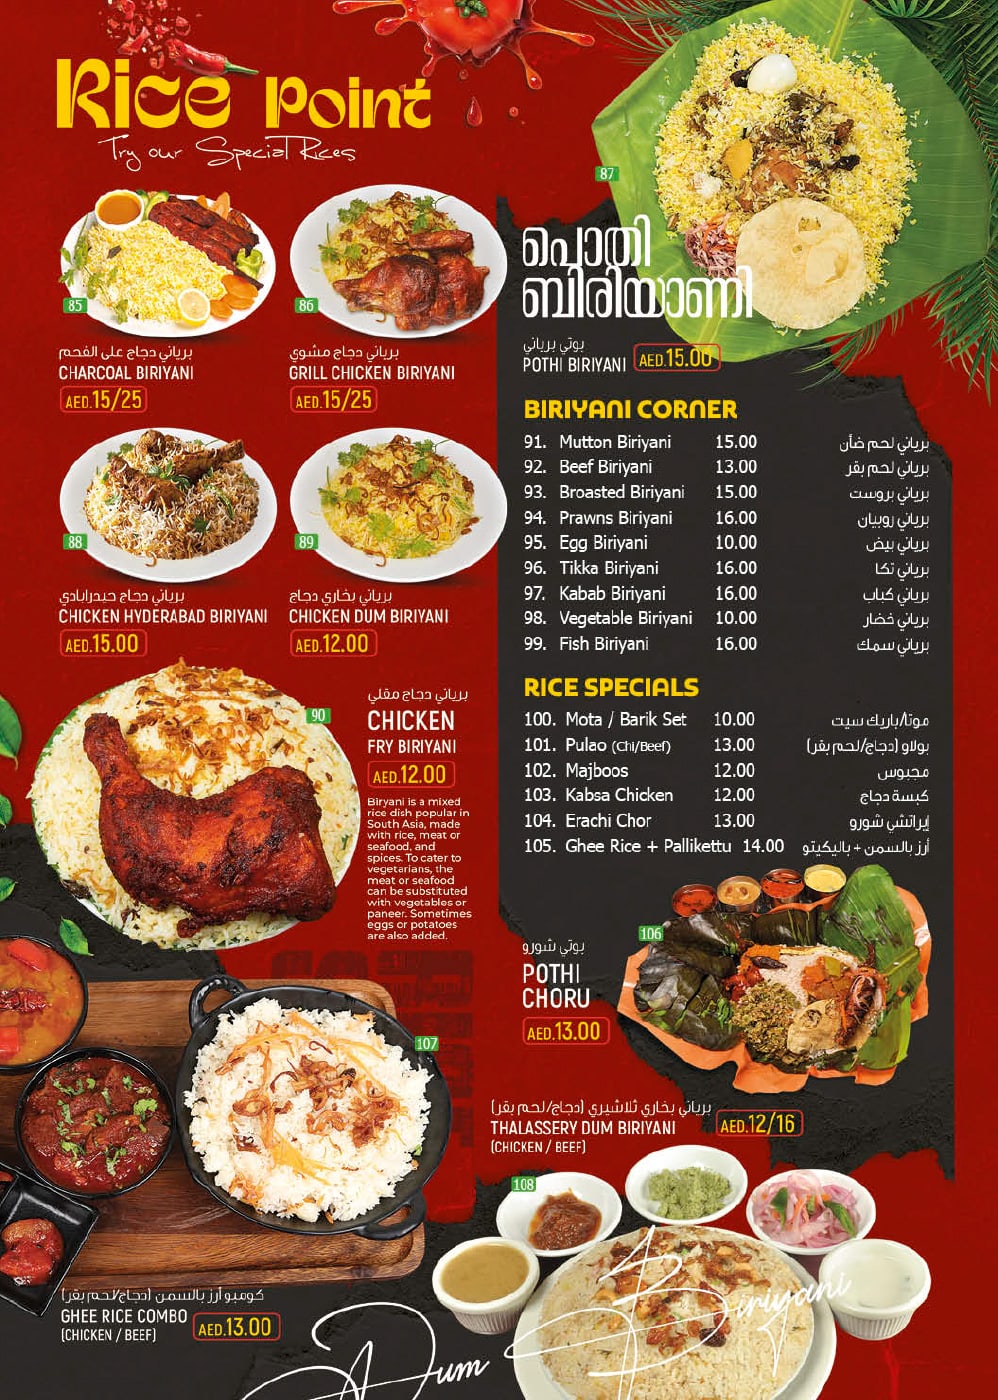 Rice Point
Try our Special Rices
85
برياني دجاج على الفحم
CHARCOAL BIRIYANI
AED.15/25
86
برياني دجاج مشوي
GRILL CHICKEN BIRIYANI
AED.15/25
88
برياني دجاج حيدرابادي
CHICKEN HYDERABAD BIRIYANI
AED.15.00
89
برياني بخاري دجاج
CHICKEN DUM BIRIYANI
AED.12.00
90
برياني دجاج مقلي
CHICKEN
FRY BIRIYANI
AED.12.00
Biryani is a mixed
rice dish popular in
South Asia, made
with rice, meat or
seafood, and
spices. To cater to
vegetarians, the
meat or seafood
can be substituted
with vegetables or
paneer. Sometimes
eggs or potatoes
are also added.
107
كومبو أرز بالسمن (دجاج/لحم بقر)
GHEE RICE COMBO
(CHICKEN / BEEF)
AED.13.00
87
പൊതി
ബിരിയാണി
بوتي برياني
POTHI BIRIYANI
AED.15.00
BIRIYANI CORNER
91. Mutton Biriyani 15.00 برياني لحم ضأن
92. Beef Biriyani 13.00 برياني لحم بقر
93. Broasted Biriyani 15.00 برياني بروست
94. Prawns Biriyani 16.00 برياني روبيان
95. Egg Biriyani 10.00 برياني بيض
96. Tikka Biriyani 16.00 برياني تكا
97. Kabab Biriyani 16.00 برياني كباب
98. Vegetable Biriyani 10.00 برياني خضار
99. Fish Biriyani 16.00 برياني سمك
RICE SPECIALS
100. Mota / Barik Set 10.00 موتا/باريك سيت
101. Pulao (Chi/Beef) 13.00 بولاو (دجاج/لحم بقر)
102. Majboos 12.00 مجبوس
103. Kabsa Chicken 12.00 كبسة دجاج
104. Erachi Chor 13.00 إيراتشي شورو
105. Ghee Rice + Pallikettu 14.00 أرز بالسمن + باليكيتو
106
بوتي شورو
POTHI
CHORU
AED.13.00
برياني بخاري ثلاشيري (دجاج/لحم بقر)
THALASSERY DUM BIRIYANI
(CHICKEN / BEEF)
AED.12/16
108
Dum Biriyani